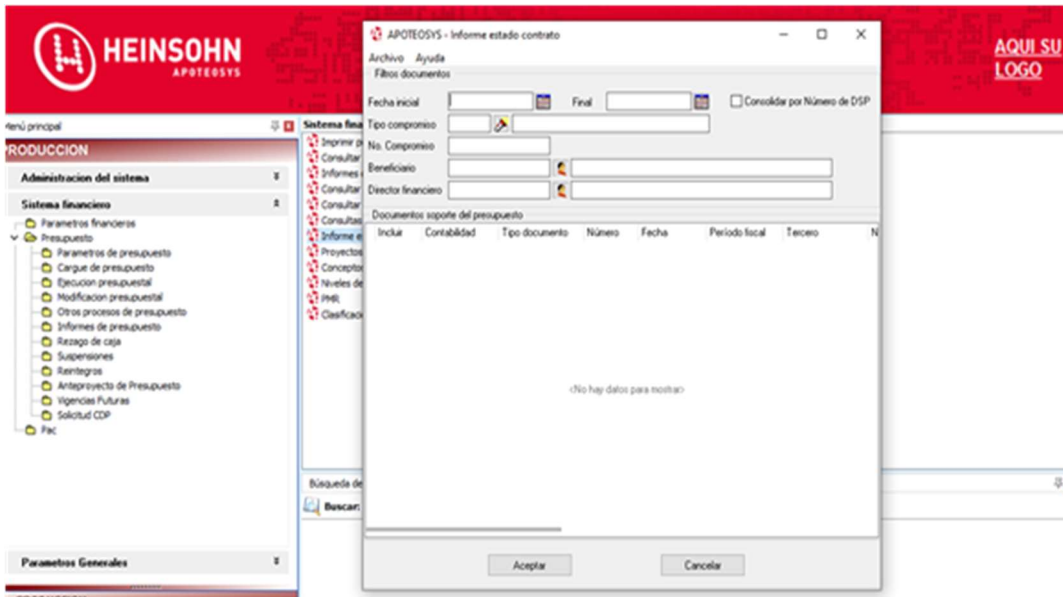 HEINSOHN
APOTEOSYS
AQUI SU
LOGO
APOTEOSYS - Informe estado contrato
Archivo Ayuda
Filtros documentos
Fecha inicial
Final
Consolidar por Número de DSP
Tipo compromiso
No. Compromiso
Beneficiario
Director financiero
Documentos soporte del presupuesto
Incluir Contabilidad Tipo documento Número Fecha Período fiscal Tercero N
<No hay datos para mostrar>
Aceptar Cancelar
Menú principal
PRODUCCION
Administracion del sistema
Sistema financiero
Parametros financieros
Presupuesto
Parametros de presupuesto
Cargue de presupuesto
Ejecucion presupuestal
Modificacion presupuestal
Otros procesos de presupuesto
Informes de presupuesto
Rezago de caja
Suspensiones
Reintegros
Anteproyecto de Presupuesto
Vigencias Futuras
Solicitud CDP
Pac
Parametros Generales
Sistema fina
Imprimir p
Consultar
Informes
Consultar
Consultar
Consultas
Informe e
Proyectos
Conceptos
Niveles de
PMR
Clasificaci
Búsqueda de
Buscar: